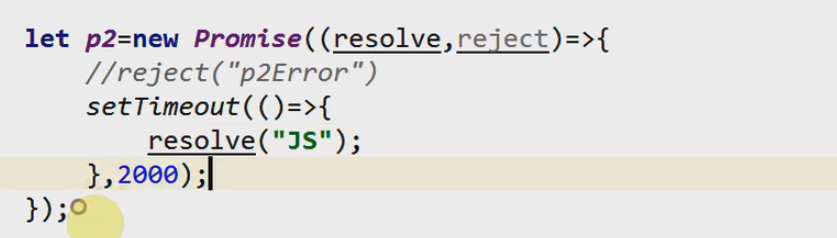 let p2=new Promise((resolve,reject)=>{
    //reject("p2Error")
    setTimeout(()=>{
        resolve("JS");
    },2000);
});